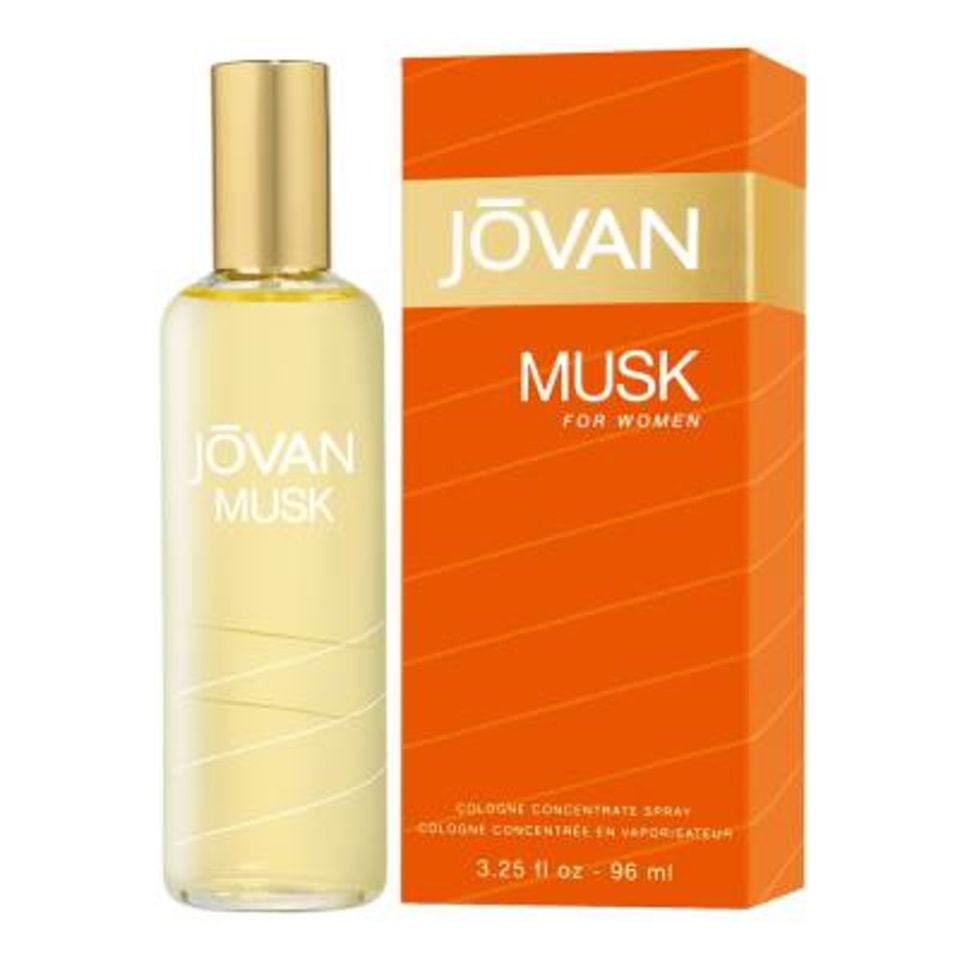 JŌVAN
MUSK
JŌVAN
MUSK
FOR WOMEN
COLOGNE CONCENTRATE SPRAY
COLOGNE CONCENTRÉE EN VAPORISATEUR
3.25 fl oz - 96 ml